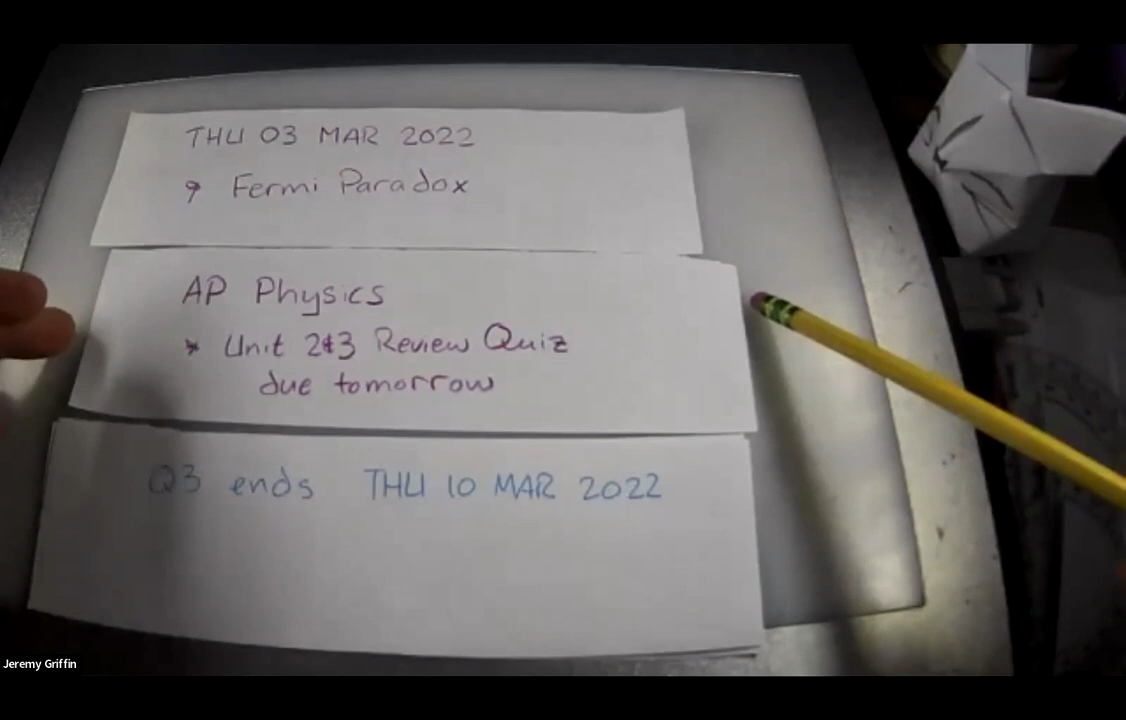 THU 03 MAR 2022
? Fermi Paradox
AP Physics
* Unit 2&3 Review Quiz
due tomorrow
Q3 ends THU 10 MAR 2022
Jeremy Griffin